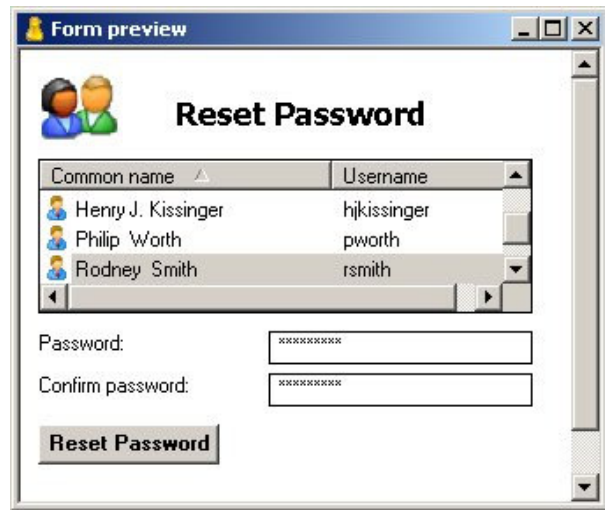 Form preview
Reset Password
Common name Username
Henry J. Kissinger hjkissinger
Philip Worth pworth
Rodney Smith rsmith
Password: *********
Confirm password: *********
Reset Password